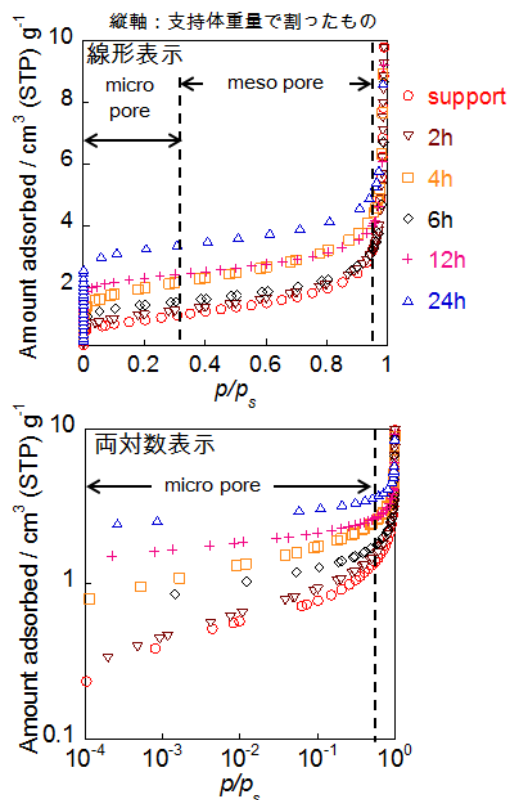 縦軸：支持体重量で割ったもの
線形表示
micro
pore
meso pore
10
8
6
4
2
0
0.2
0.4
0.6
0.8
1
p/ps
Amount adsorbed / cm³ (STP) g⁻¹
support
2h
4h
6h
12h
24h
両対数表示
micro pore
10
1
0.1
10⁻⁴
10⁻³
10⁻²
10⁻¹
10⁰
p/ps
Amount adsorbed / cm³ (STP) g⁻¹